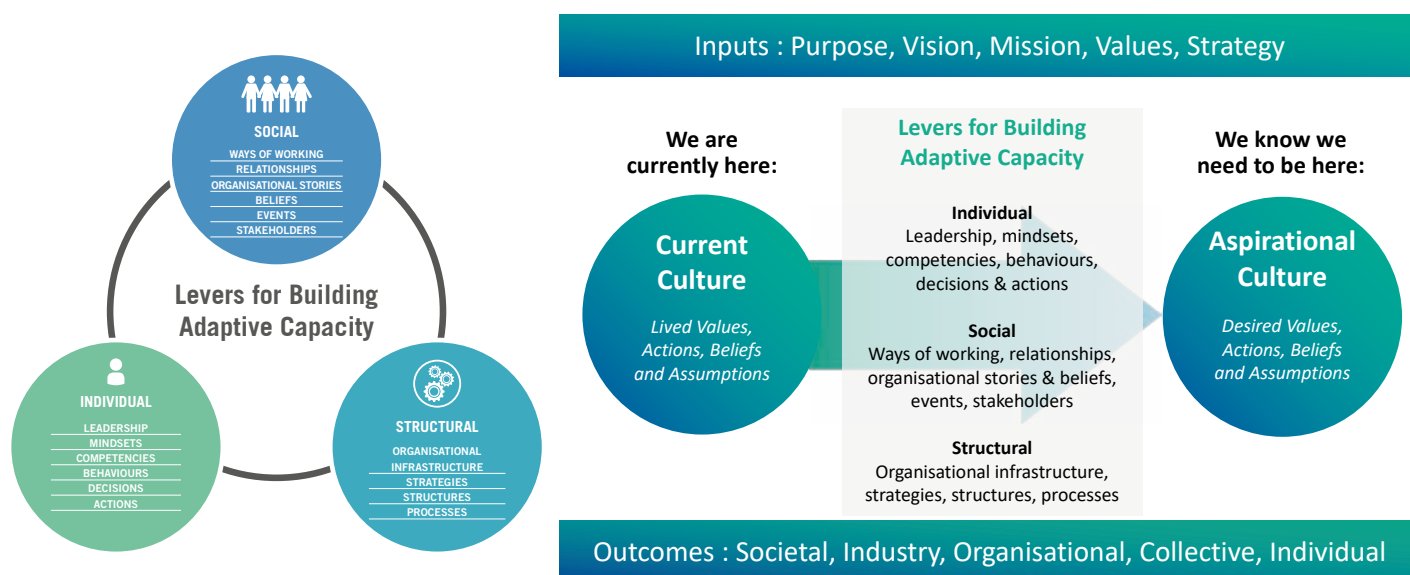 SOCIAL
WAYS OF WORKING
RELATIONSHIPS
ORGANISATIONAL STORIES
BELIEFS
EVENTS
STAKEHOLDERS
Levers for Building
Adaptive Capacity
INDIVIDUAL
LEADERSHIP
MINDSETS
COMPETENCIES
BEHAVIOURS
DECISIONS
ACTIONS
STRUCTURAL
ORGANISATIONAL
INFRASTRUCTURE
STRATEGIES
STRUCTURES
PROCESSES
Inputs : Purpose, Vision, Mission, Values, Strategy
We are
currently here:
Current
Culture
Lived Values,
Actions, Beliefs
and Assumptions
Levers for Building
Adaptive Capacity
Individual
Leadership, mindsets,
competencies, behaviours,
decisions & actions
Social
Ways of working, relationships,
organisational stories & beliefs,
events, stakeholders
Structural
Organisational infrastructure,
strategies, structures, processes
We know we
need to be here:
Aspirational
Culture
Desired Values,
Actions, Beliefs
and Assumptions
Outcomes : Societal, Industry, Organisational, Collective, Individual